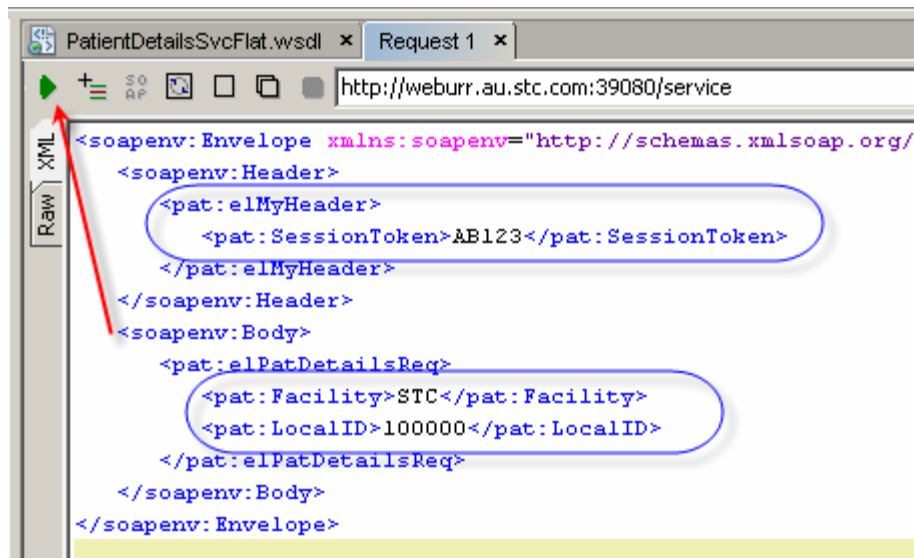 PatientDetailsSvcFlat.wsdl × Request 1 ×
SO AP http://weburr.au.stc.com:39080/service
XML
Raw
<soapenv:Envelope xmlns:soapenv="http://schemas.xmlsoap.org/
<soapenv:Header>
<pat:elMyHeader>
<pat:SessionToken>AB123</pat:SessionToken>
</pat:elMyHeader>
</soapenv:Header>
<soapenv:Body>
<pat:elPatDetailsReq>
<pat:Facility>STC</pat:Facility>
<pat:LocalID>100000</pat:LocalID>
</pat:elPatDetailsReq>
</soapenv:Body>
</soapenv:Envelope>